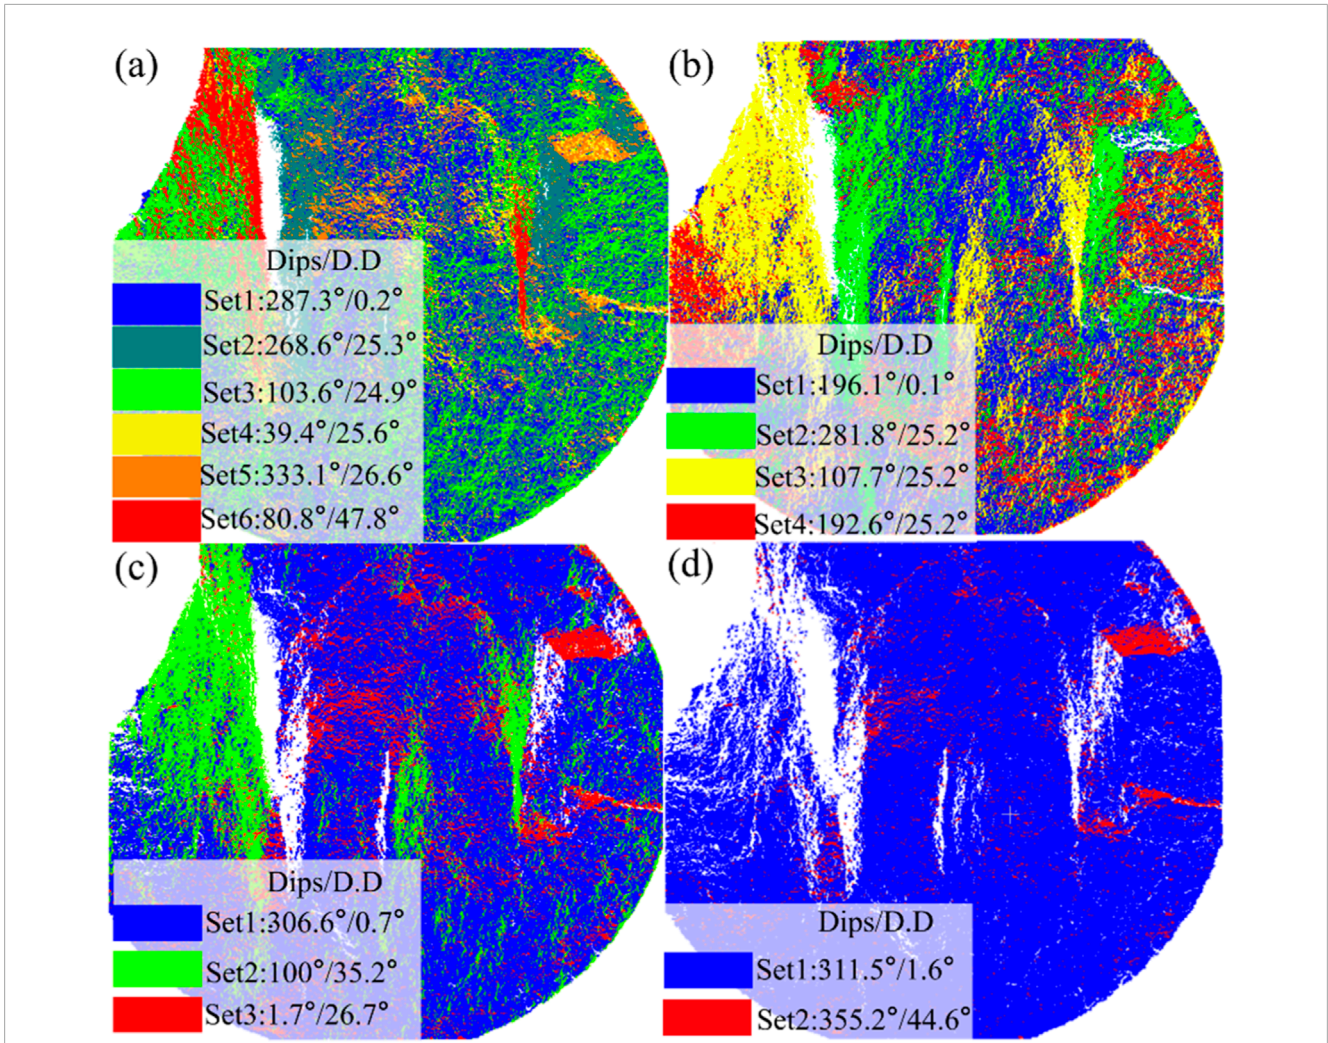 (a)
Dips/D.D
Set1:287.3°/0.2°
Set2:268.6°/25.3°
Set3:103.6°/24.9°
Set4:39.4°/25.6°
Set5:333.1°/26.6°
Set6:80.8°/47.8°
(b)
Dips/D.D
Set1:196.1°/0.1°
Set2:281.8°/25.2°
Set3:107.7°/25.2°
Set4:192.6°/25.2°
(c)
Dips/D.D
Set1:306.6°/0.7°
Set2:100°/35.2°
Set3:1.7°/26.7°
(d)
Dips/D.D
Set1:311.5°/1.6°
Set2:355.2°/44.6°